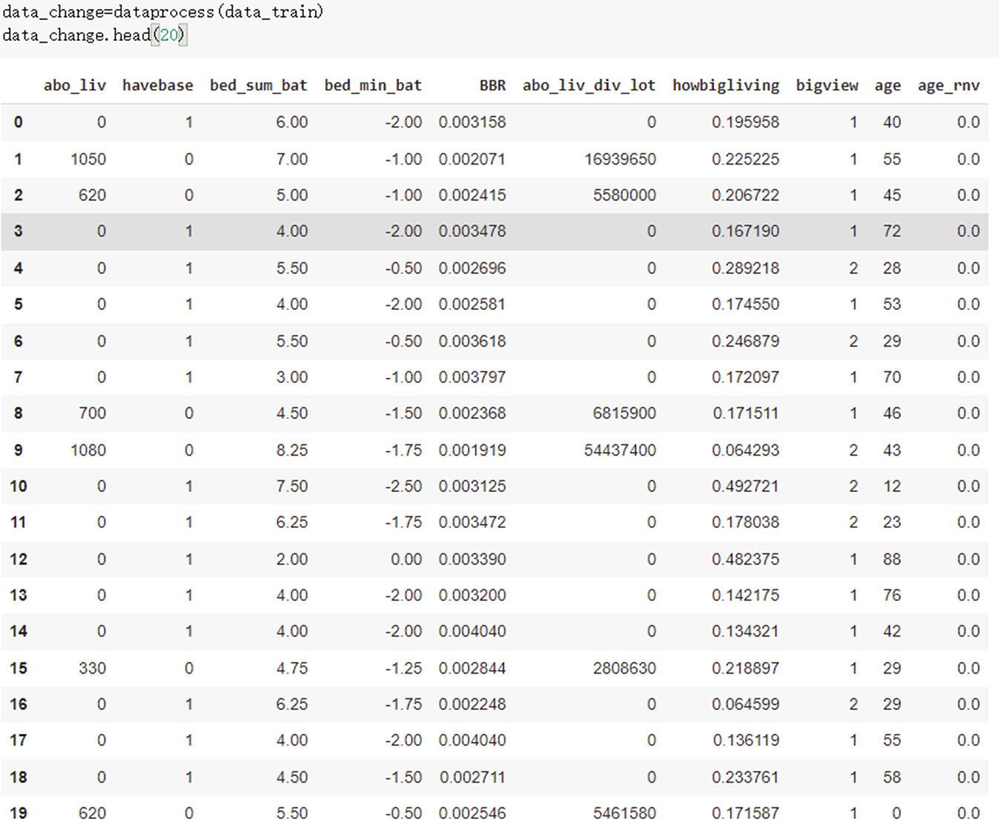 data_change=dataprocess(data_train)
data_change.head(20)
abo_liv havebase bed_sum_bat bed_min_bat BBR abo_liv_div_lot howbigliving bigview age age_rnv
0 0 1 6.00 -2.00 0.003158 0 0.195958 1 40 0.0
1 1050 0 7.00 -1.00 0.002071 16939650 0.225225 1 55 0.0
2 620 0 5.00 -1.00 0.002415 5580000 0.206722 1 45 0.0
3 0 1 4.00 -2.00 0.003478 0 0.167190 1 72 0.0
4 0 1 5.50 -0.50 0.002696 0 0.289218 2 28 0.0
5 0 1 4.00 -2.00 0.002581 0 0.174550 1 53 0.0
6 0 1 5.50 -0.50 0.003618 0 0.246879 2 29 0.0
7 0 1 3.00 -1.00 0.003797 0 0.172097 1 70 0.0
8 700 0 4.50 -1.50 0.002368 6815900 0.171511 1 46 0.0
9 1080 0 8.25 -1.75 0.001919 54437400 0.064293 2 43 0.0
10 0 1 7.50 -2.50 0.003125 0 0.492721 2 12 0.0
11 0 1 6.25 -1.75 0.003472 0 0.178038 2 23 0.0
12 0 1 2.00 0.00 0.003390 0 0.482375 1 88 0.0
13 0 1 4.00 -2.00 0.003200 0 0.142175 1 76 0.0
14 0 1 4.00 -2.00 0.004040 0 0.134321 1 42 0.0
15 330 0 4.75 -1.25 0.002844 2808630 0.218897 1 29 0.0
16 0 1 6.25 -1.75 0.002248 0 0.064599 2 29 0.0
17 0 1 4.00 -2.00 0.004040 0 0.136119 1 55 0.0
18 0 1 4.50 -1.50 0.002711 0 0.233761 1 58 0.0
19 620 0 5.50 -0.50 0.002546 5461580 0.171587 1 0 0.0